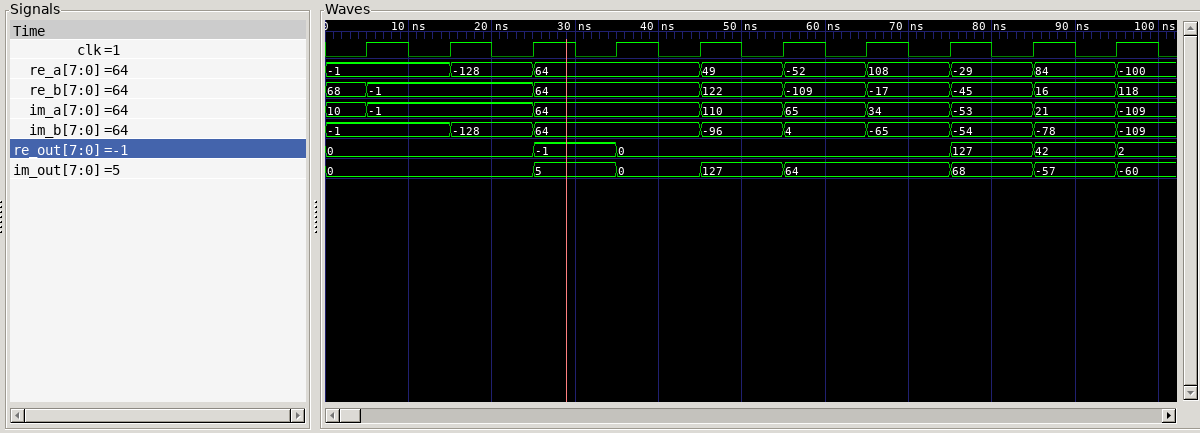 Signals
Waves
Time
0 10 ns 20 ns 30 ns 40 ns 50 ns 60 ns 70 ns 80 ns 90 ns 100 ns
clk=1
re_a[7:0]=64 -1 -128 64 49 -52 108 -29 84 -100
re_b[7:0]=64 68 -1 64 122 -109 -17 -45 16 118
im_a[7:0]=64 10 -1 64 110 65 34 -53 21 -109
im_b[7:0]=64 -1 -128 64 -96 4 -65 -54 -78 -109
re_out[7:0]=-1 0 -1 0 127 42 2
im_out[7:0]=5 0 5 0 127 64 68 -57 -60